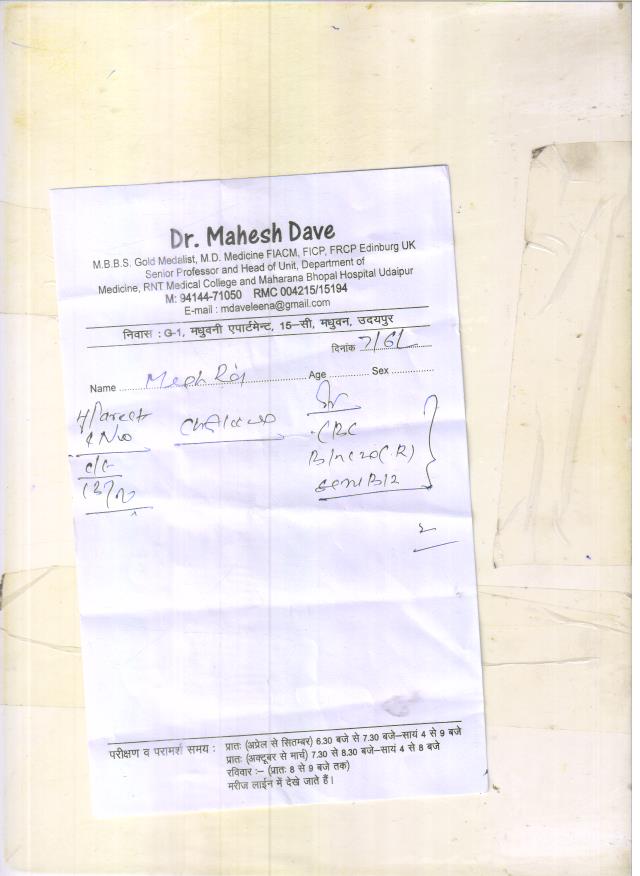 Dr. Mahesh Dave
M.B.B.S. Gold Medalist, M.D. Medicine FIACM, FICP, FRCP Edinburg UK
Senior Professor and Head of Unit, Department of
Medicine, RNT Medical College and Maharana Bhopal Hospital Udaipur
M: 94144-71050 RMC 004215/15194
E-mail : mdaveleena@gmail.com
निवास : G-1, मधुवनी एपार्टमेन्ट, 15–सी, मधुवन, उदयपुर
दिनांक
Name Age Sex
CBC
B12
परीक्षण व परामर्श समय : प्रातः (अप्रेल से सितम्बर) 6.30 बजे से 7.30 बजे–सायं 4 से 9 बजे
प्रातः (अक्टूबर से मार्च) 7.30 से 8.30 बजे–सायं 4 से 8 बजे
रविवार :– (प्रातः 8 से 9 बजे तक)
मरीज लाईन में देखे जाते हैं।